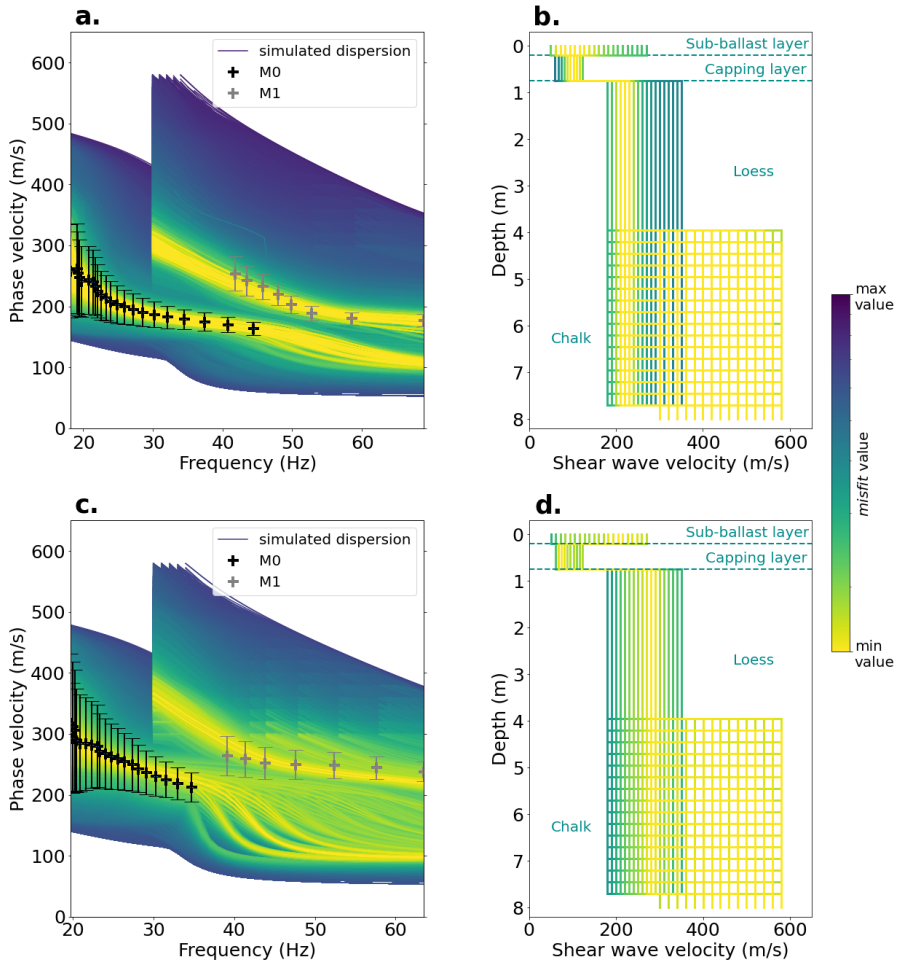 a.
simulated dispersion
M0
M1
600
500
400
300
200
100
0
Phase velocity (m/s)
20
30
40
50
60
Frequency (Hz)
b.
Sub-ballast layer
Capping layer
Loess
Chalk
0
1
2
3
4
5
6
7
8
Depth (m)
0
200
400
600
Shear wave velocity (m/s)
max
value
misfit value
min
value
c.
simulated dispersion
M0
M1
600
500
400
300
200
100
0
Phase velocity (m/s)
20
30
40
50
60
Frequency (Hz)
d.
Sub-ballast layer
Capping layer
Loess
Chalk
0
1
2
3
4
5
6
7
8
Depth (m)
0
200
400
600
Shear wave velocity (m/s)